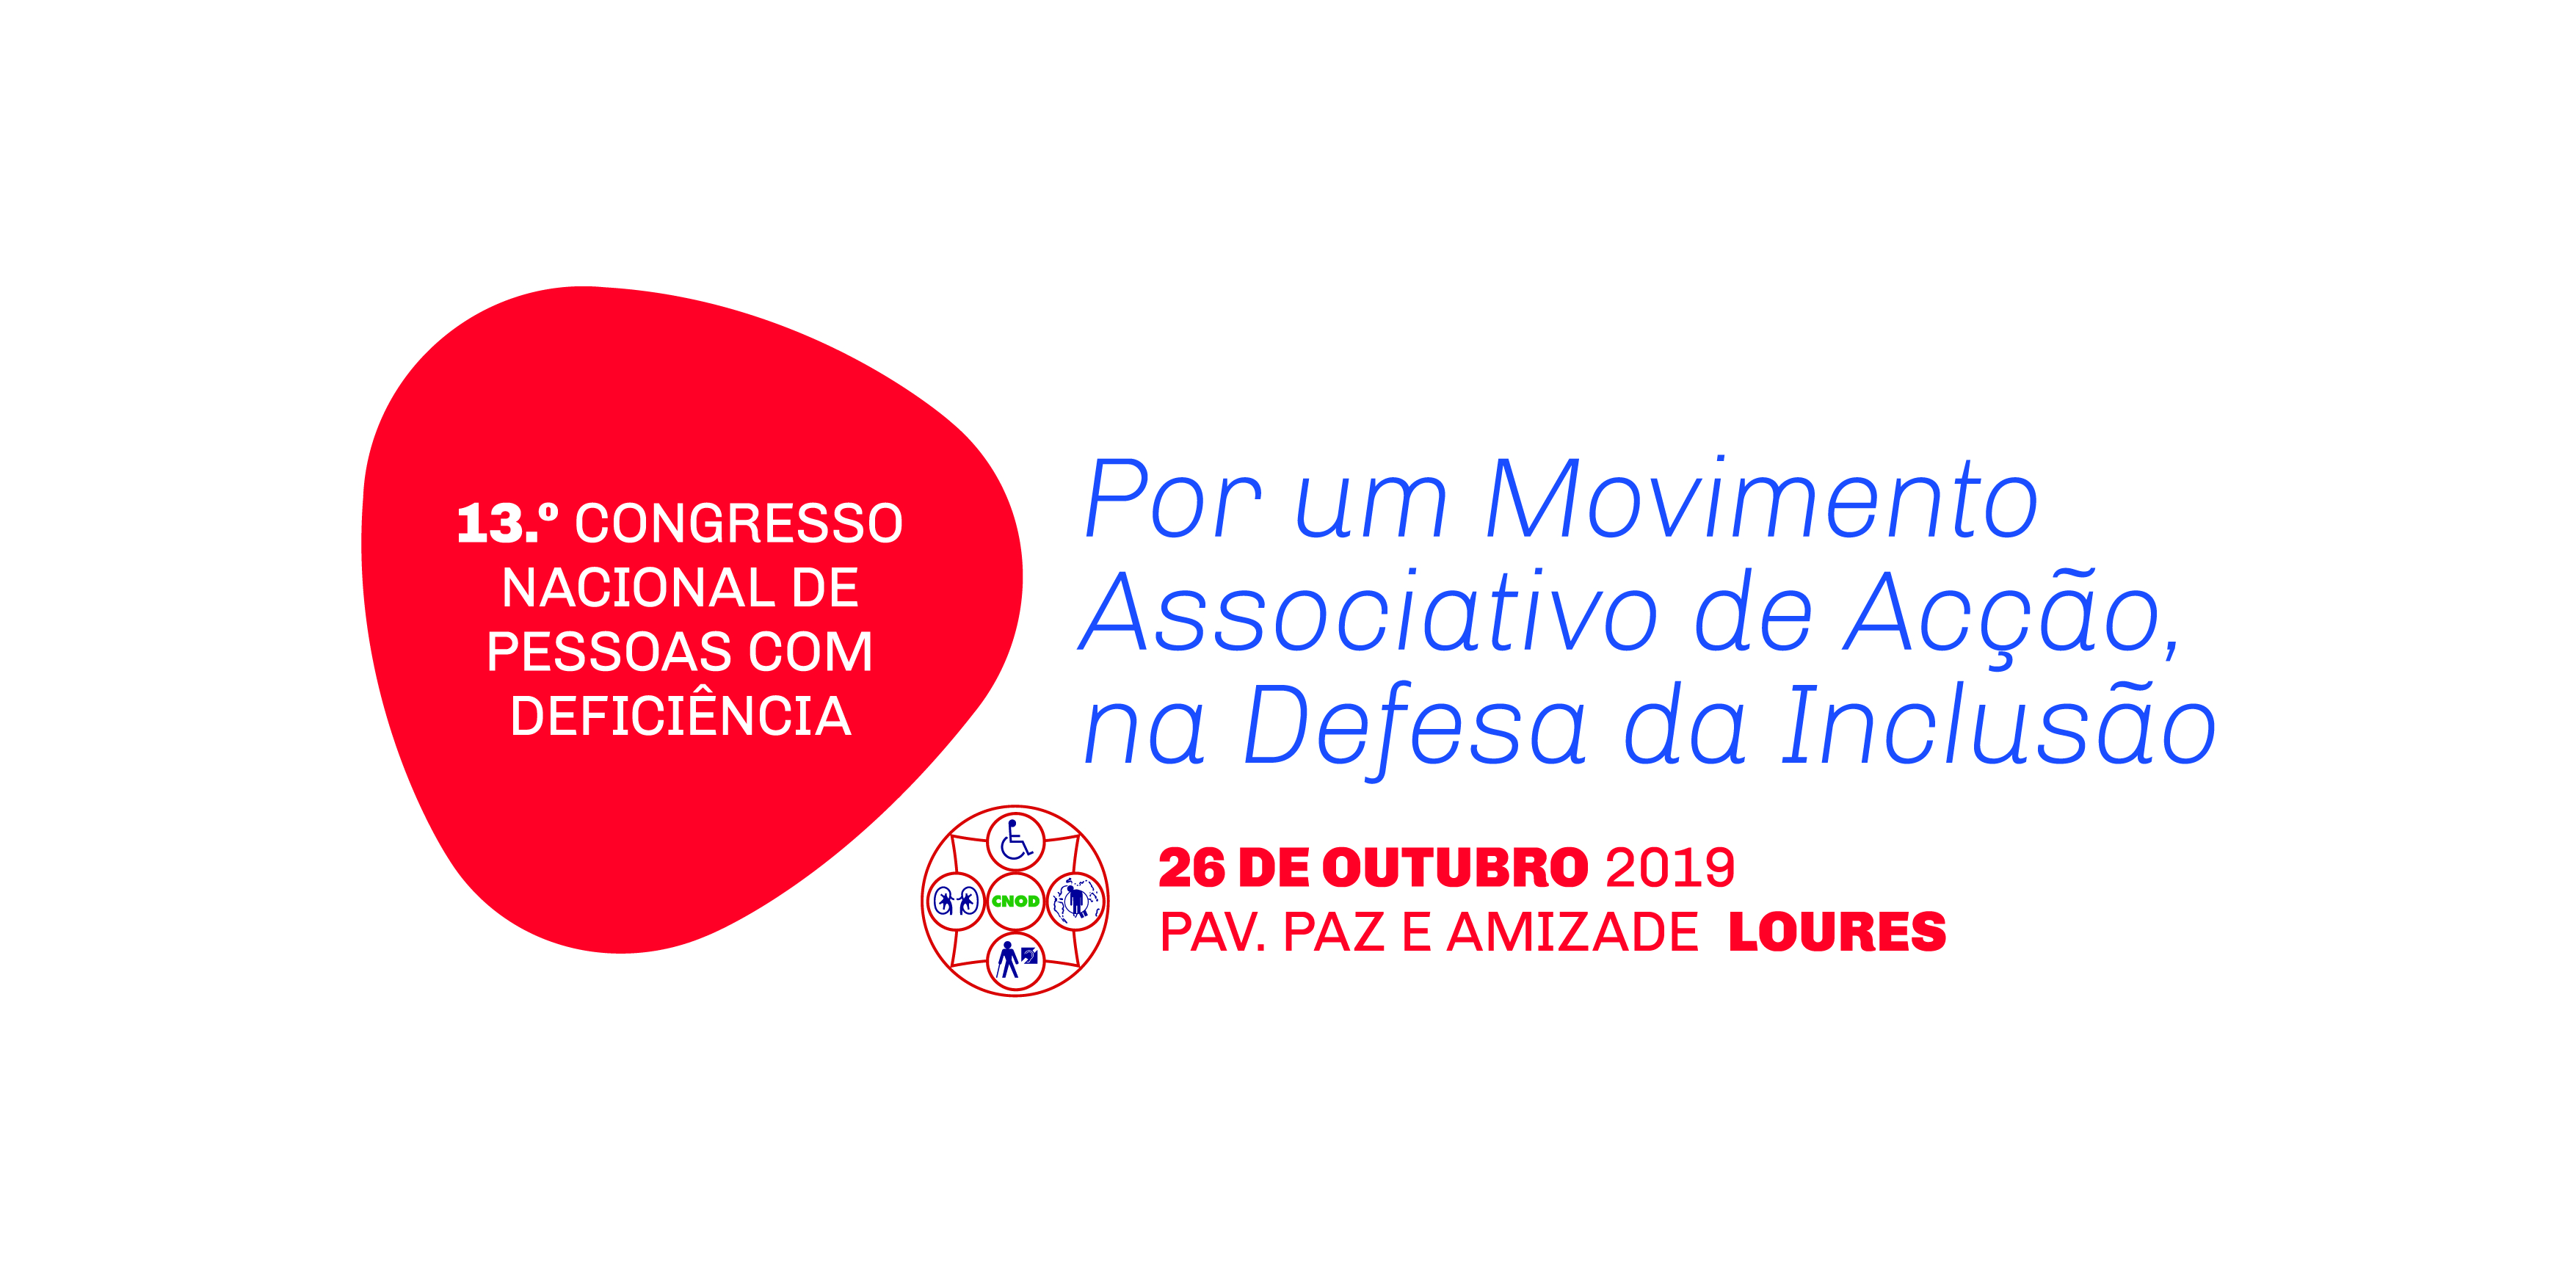 13.º CONGRESSO
NACIONAL DE
PESSOAS COM
DEFICIÊNCIA
Por um Movimento
Associativo de Acção,
na Defesa da Inclusão
CNOD
26 DE OUTUBRO 2019
PAV. PAZ E AMIZADE LOURES